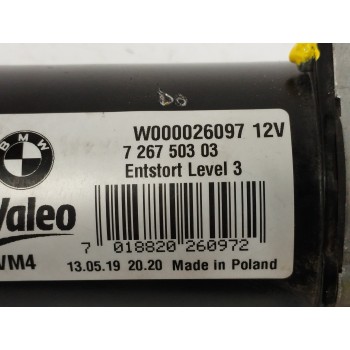 BMW
W000026097 12V
7 267 503 03
Entstort Level 3
Valeo
7 018820 260972
WM4
13.05.19 20.20 Made in Poland